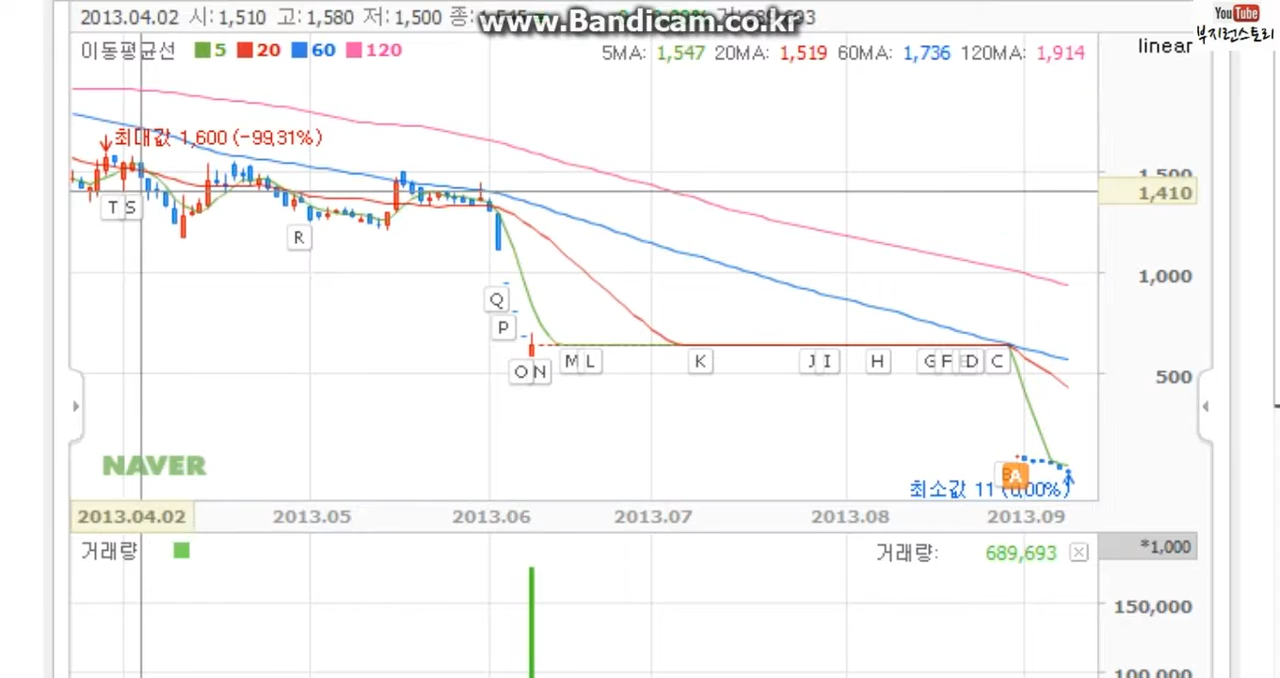 2013.04.02 시:1,510 고:1,580 저:1,500 종:
www.Bandicam.co.kr
YouTube
부지런스토리
이동평균선 5 20 60 120
5MA: 1,547 20MA: 1,519 60MA: 1,736 120MA: 1,914
linear
최대값 1,600 (-99,31%)
1,500
1,410
T S
R
1,000
Q
P
O N M L K J I H G F E D C
500
A
NAVER
최소값 11 (0,00%)
2013.04.02 2013.05 2013.06 2013.07 2013.08 2013.09
거래량
거래량: 689,693
*1,000
150,000
100,000